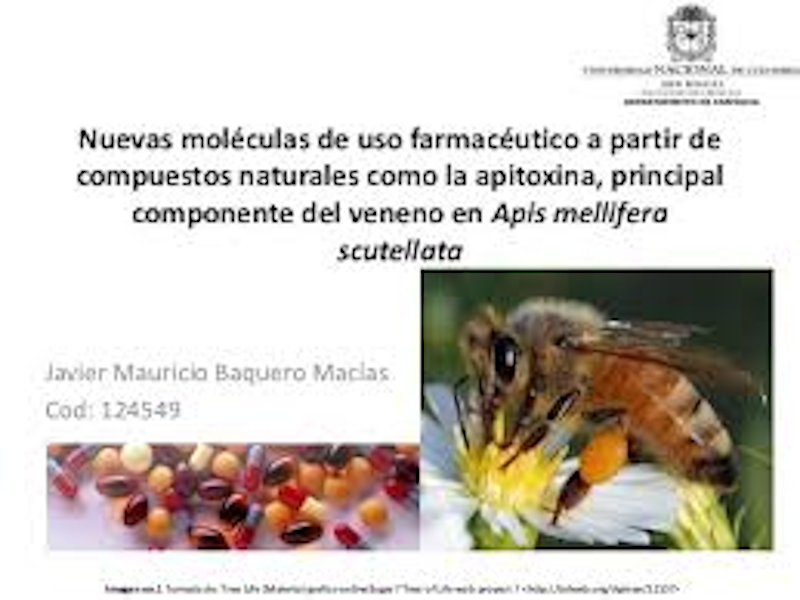 UNIVERSIDAD NACIONAL DE COLOMBIA
Nuevas moléculas de uso farmacéutico a partir de
compuestos naturales como la apitoxina, principal
componente del veneno en Apis mellifera
scutellata
Javier Mauricio Baquero Macías
Cod: 124549